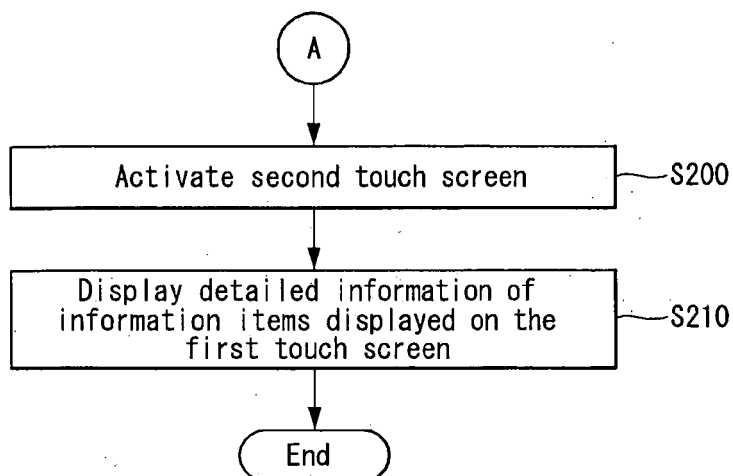 A
Activate second touch screen
S200
Display detailed information of
information items displayed on the
first touch screen
S210
End